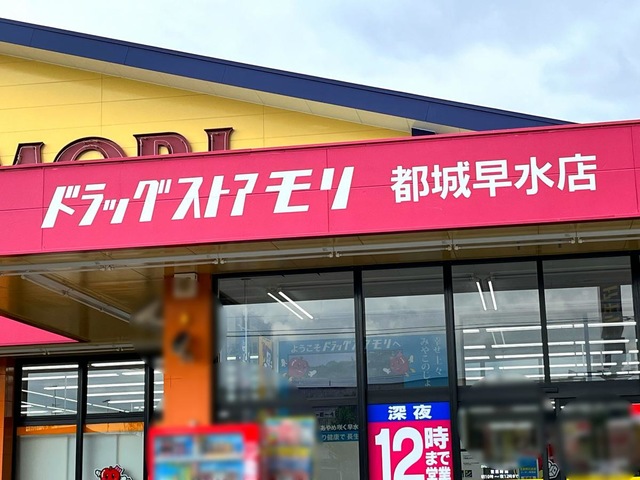 MORI
ドラッグストアモリ 都城早水店
ようこそドラッグストアモリへ
深夜
12時まで営業